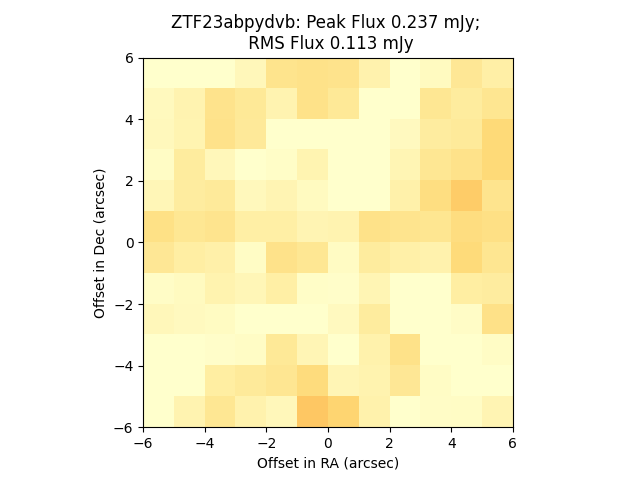 ZTF23abpydvb: Peak Flux 0.237 mJy;
RMS Flux 0.113 mJy
6
4
2
0
−2
−4
−6
Offset in Dec (arcsec)
−6 −4 −2 0 2 4 6
Offset in RA (arcsec)